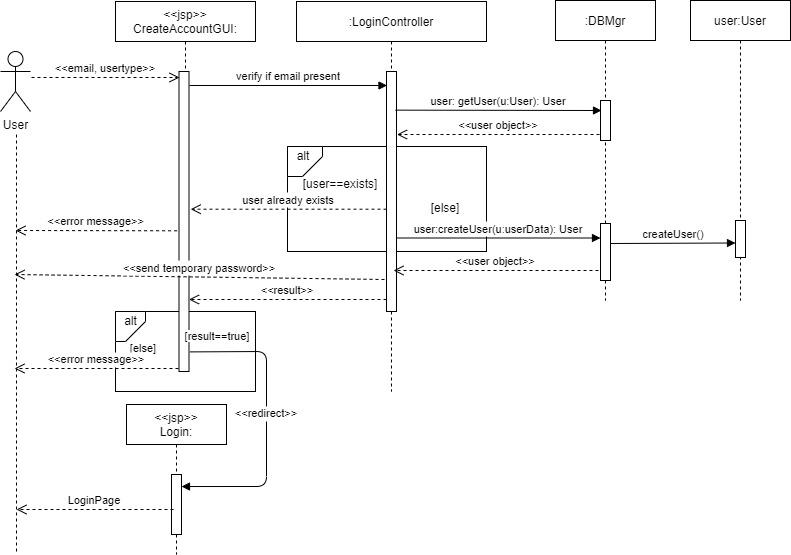 <<jsp>>
CreateAccountGUI:
:LoginController
:DBMgr
user:User
<<email, usertype>>
verify if email present
user: getUser(u:User): User
User
<<user object>>
alt
[user==exists]
user already exists
[else]
<<error message>>
user:createUser(u:userData): User
createUser()
<<user object>>
<<send temporary password>>
<<result>>
alt
[result==true]
[else]
<<error message>>
<<redirect>>
<<jsp>>
Login:
LoginPage